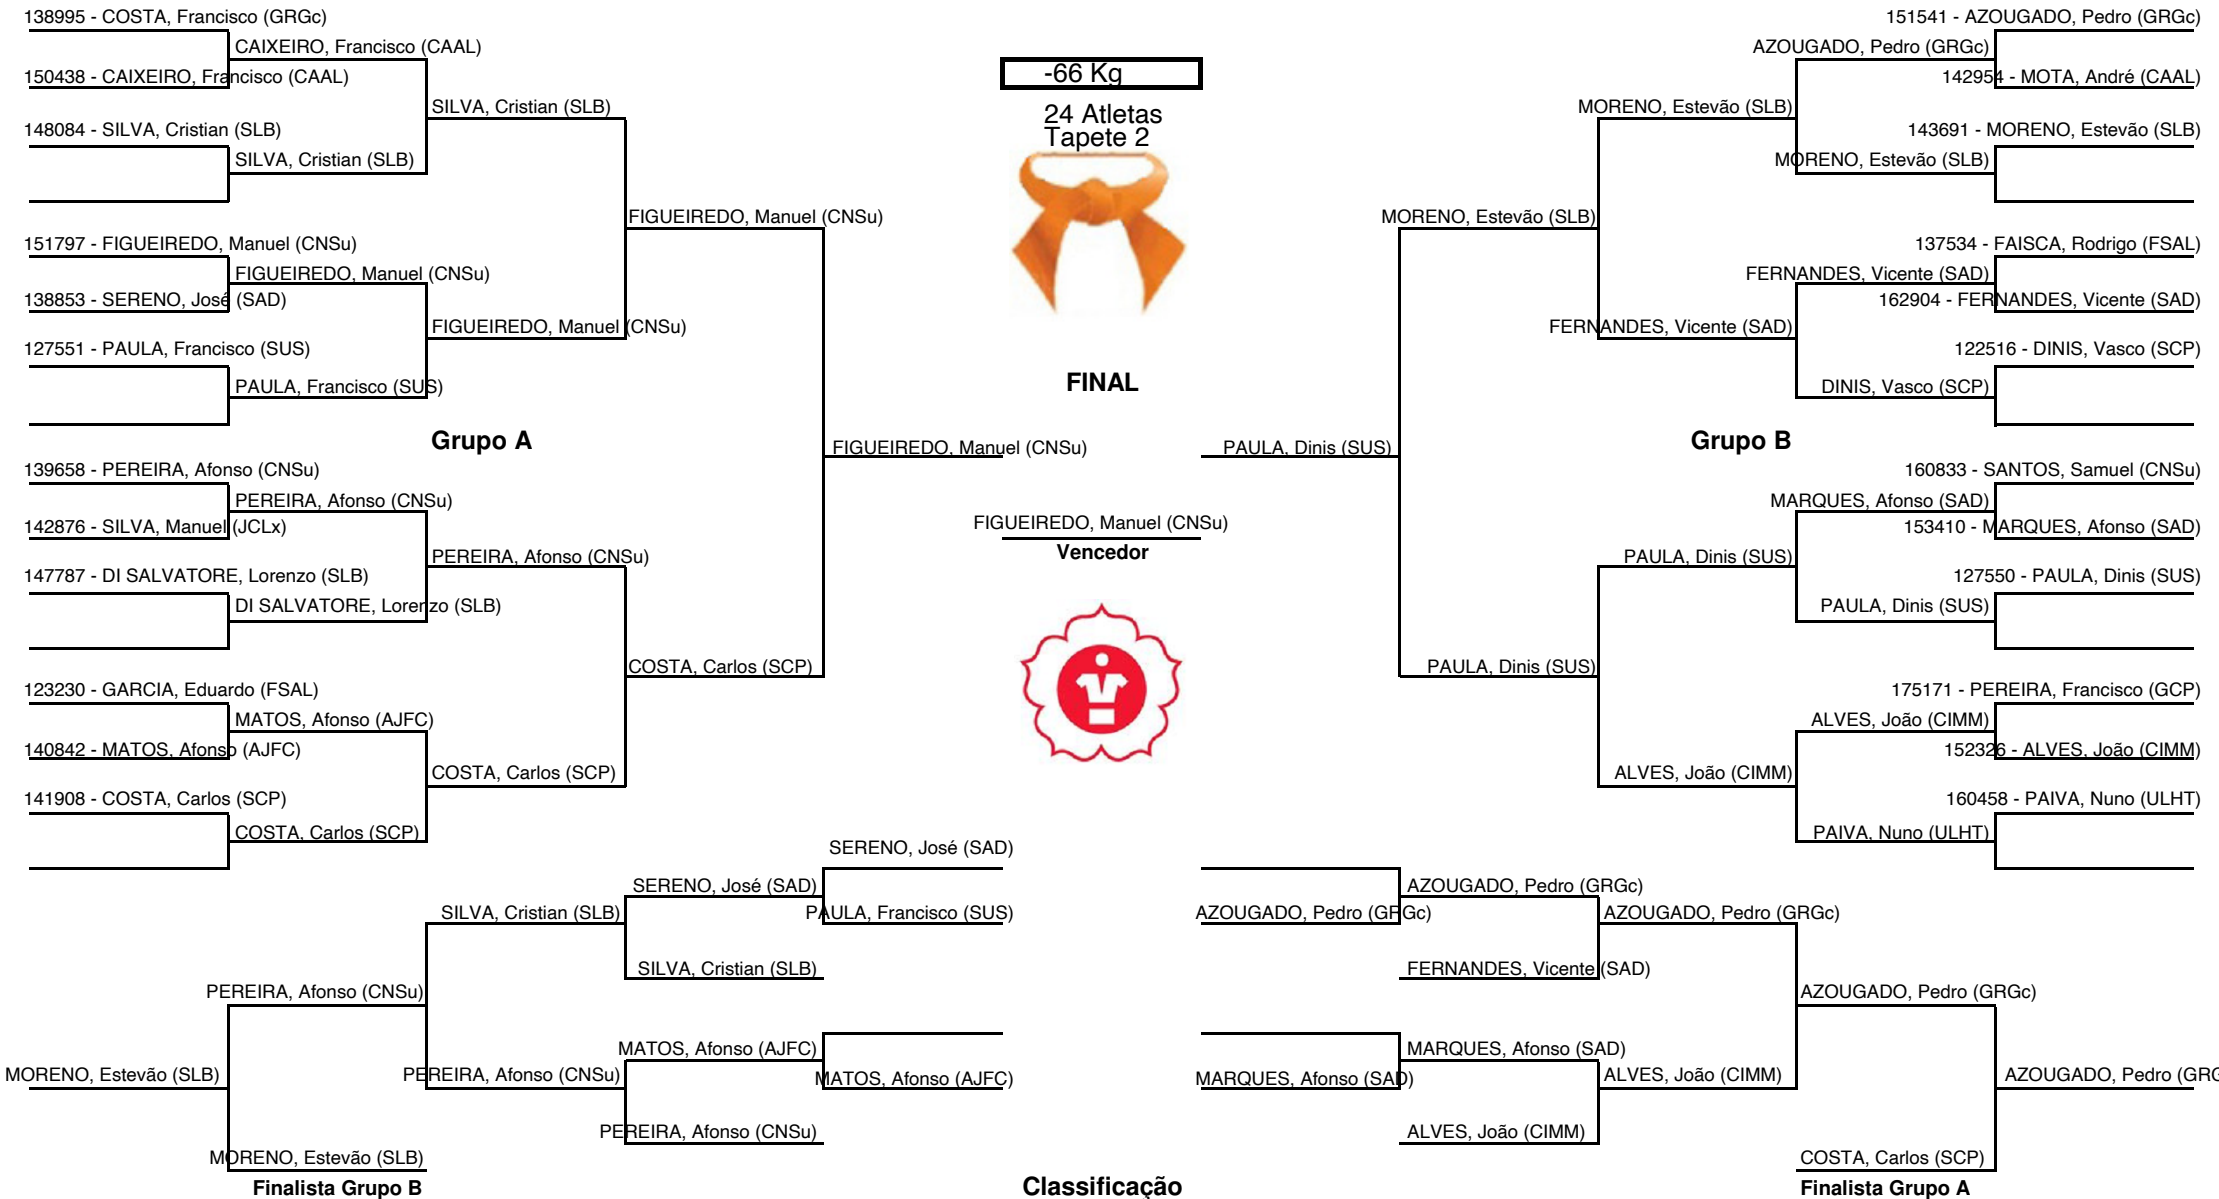 138995 - COSTA, Francisco (GRGc)
CAIXEIRO, Francisco (CAAL)
150438 - CAIXEIRO, Francisco (CAAL)
SILVA, Cristian (SLB)
148084 - SILVA, Cristian (SLB)
SILVA, Cristian (SLB)
FIGUEIREDO, Manuel (CNSu)
151797 - FIGUEIREDO, Manuel (CNSu)
FIGUEIREDO, Manuel (CNSu)
138853 - SERENO, José (SAD)
FIGUEIREDO, Manuel (CNSu)
127551 - PAULA, Francisco (SUS)
PAULA, Francisco (SUS)
Grupo A
FIGUEIREDO, Manuel (CNSu)
139658 - PEREIRA, Afonso (CNSu)
PEREIRA, Afonso (CNSu)
142876 - SILVA, Manuel (JCLx)
PEREIRA, Afonso (CNSu)
147787 - DI SALVATORE, Lorenzo (SLB)
DI SALVATORE, Lorenzo (SLB)
COSTA, Carlos (SCP)
123230 - GARCIA, Eduardo (FSAL)
MATOS, Afonso (AJFC)
140842 - MATOS, Afonso (AJFC)
COSTA, Carlos (SCP)
141908 - COSTA, Carlos (SCP)
COSTA, Carlos (SCP)
-66 Kg
24 Atletas
Tapete 2
FINAL
FIGUEIREDO, Manuel (CNSu)
Vencedor
151541 - AZOUGADO, Pedro (GRGc)
AZOUGADO, Pedro (GRGc)
142954 - MOTA, André (CAAL)
MORENO, Estevão (SLB)
143691 - MORENO, Estevão (SLB)
MORENO, Estevão (SLB)
MORENO, Estevão (SLB)
137534 - FAISCA, Rodrigo (FSAL)
FERNANDES, Vicente (SAD)
162904 - FERNANDES, Vicente (SAD)
FERNANDES, Vicente (SAD)
122516 - DINIS, Vasco (SCP)
DINIS, Vasco (SCP)
Grupo B
PAULA, Dinis (SUS)
160833 - SANTOS, Samuel (CNSu)
MARQUES, Afonso (SAD)
153410 - MARQUES, Afonso (SAD)
PAULA, Dinis (SUS)
127550 - PAULA, Dinis (SUS)
PAULA, Dinis (SUS)
PAULA, Dinis (SUS)
175171 - PEREIRA, Francisco (GCP)
ALVES, João (CIMM)
152326 - ALVES, João (CIMM)
ALVES, João (CIMM)
160458 - PAIVA, Nuno (ULHT)
PAIVA, Nuno (ULHT)
SERENO, José (SAD)
SERENO, José (SAD)
SILVA, Cristian (SLB)
PAULA, Francisco (SUS)
SILVA, Cristian (SLB)
PEREIRA, Afonso (CNSu)
MATOS, Afonso (AJFC)
MORENO, Estevão (SLB)
PEREIRA, Afonso (CNSu)
MATOS, Afonso (AJFC)
PEREIRA, Afonso (CNSu)
MORENO, Estevão (SLB)
Finalista Grupo B
AZOUGADO, Pedro (GRGc)
AZOUGADO, Pedro (GRGc)
AZOUGADO, Pedro (GRGc)
FERNANDES, Vicente (SAD)
AZOUGADO, Pedro (GRGc)
MARQUES, Afonso (SAD)
MARQUES, Afonso (SAD)
ALVES, João (CIMM)
AZOUGADO, Pedro (GRG
ALVES, João (CIMM)
COSTA, Carlos (SCP)
Finalista Grupo A
Classificação